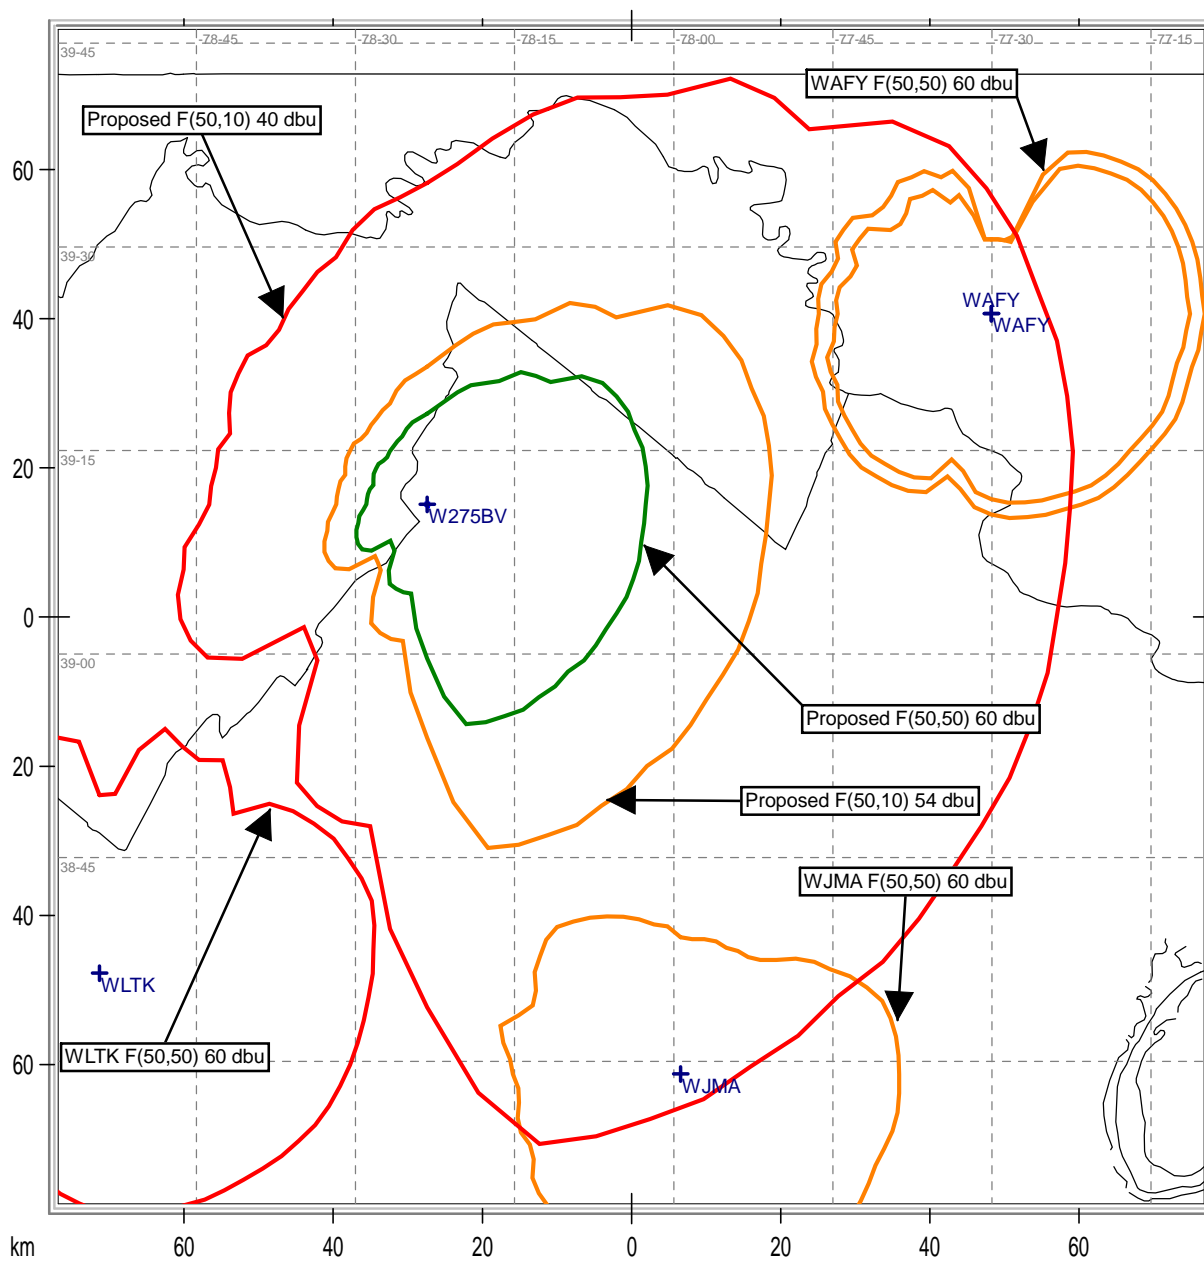 -78-45
-78-30
-78-15
-78-00
-77-45
-77-30
-77-15
39-45
WAFY F(50,50) 60 dbu
Proposed F(50,10) 40 dbu
60
39-30
WAFY
WAFY
40
39-15
20
W275BV
0
39-00
Proposed F(50,50) 60 dbu
20
Proposed F(50,10) 54 dbu
38-45
WJMA F(50,50) 60 dbu
40
WLTK
WLTK F(50,50) 60 dbu
60
WJMA
km
60
40
20
0
20
40
60